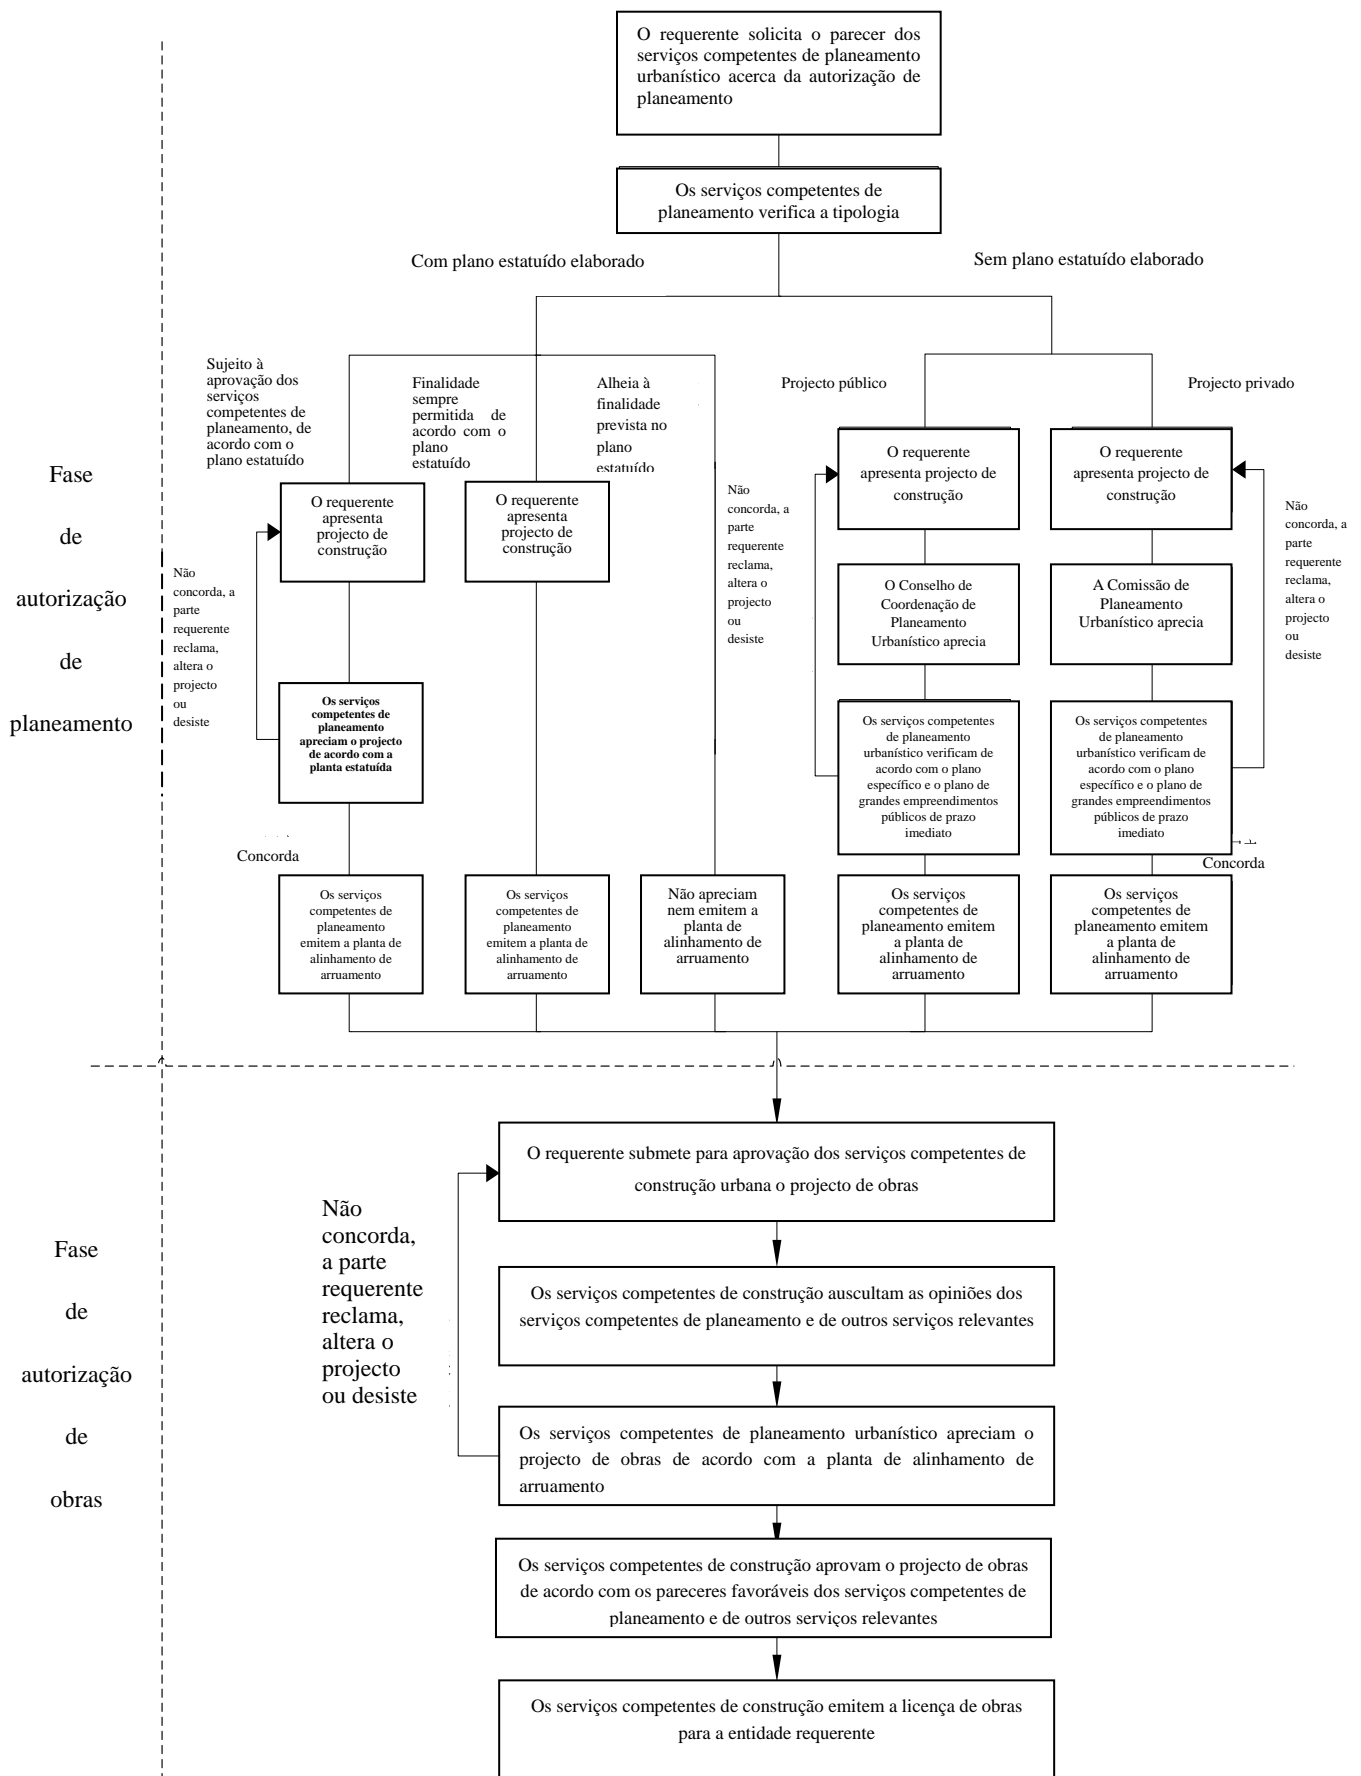 O requerente solicita o parecer dos
serviços competentes de planeamento
urbanístico acerca da autorização de
planeamento
Os serviços competentes de
planeamento verifica a tipologia
Com plano estatuído elaborado
Sem plano estatuído elaborado
Sujeito à
aprovação dos
serviços
competentes de
planeamento, de
acordo com o
plano estatuído
Finalidade
sempre
permitida de
acordo com o
plano
estatuído
Alheia à
finalidade
prevista no
plano
estatuído
Projecto público
Projecto privado
Fase
de
autorização
de
planeamento
O requerente
apresenta
projecto de
construção
O requerente
apresenta
projecto de
construção
O requerente
apresenta projecto de
construção
O requerente
apresenta projecto de
construção
Não
concorda, a
parte
requerente
reclama,
altera o
projecto
ou
desiste
Não
concorda, a
parte
requerente
reclama,
altera o
projecto
ou
desiste
Não
concorda, a
parte
requerente
reclama,
altera o
projecto
ou
desiste
O Conselho de
Coordenação de
Planeamento
Urbanístico aprecia
A Comissão de
Planeamento
Urbanístico aprecia
Os serviços
competentes de
planeamento
apreciam o projecto
de acordo com a
planta estatuída
Os serviços competentes
de planeamento
urbanístico verificam de
acordo com o plano
específico e o plano de
grandes empreendimentos
públicos de prazo
imediato
Os serviços competentes
de planeamento
urbanístico verificam de
acordo com o plano
específico e o plano de
grandes empreendimentos
públicos de prazo
imediato
Concorda
Concorda
Os serviços
competentes de
planeamento
emitem a planta de
alinhamento de
arruamento
Os serviços
competentes de
planeamento
emitem a planta de
alinhamento de
arruamento
Não apreciam
nem emitem a
planta de
alinhamento de
arruamento
Os serviços
competentes de
planeamento emitem
a planta de
alinhamento de
arruamento
Os serviços
competentes de
planeamento emitem
a planta de
alinhamento de
arruamento
Fase
de
autorização
de
obras
O requerente submete para aprovação dos serviços competentes de
construção urbana o projecto de obras
Não
concorda,
a parte
requerente
reclama,
altera o
projecto
ou desiste
Os serviços competentes de construção auscultam as opiniões dos
serviços competentes de planeamento e de outros serviços relevantes
Os serviços competentes de planeamento urbanístico apreciam o
projecto de obras de acordo com a planta de alinhamento de
arruamento
Os serviços competentes de construção aprovam o projecto de obras
de acordo com os pareceres favoráveis dos serviços competentes de
planeamento e de outros serviços relevantes
Os serviços competentes de construção emitem a licença de obras
para a entidade requerente